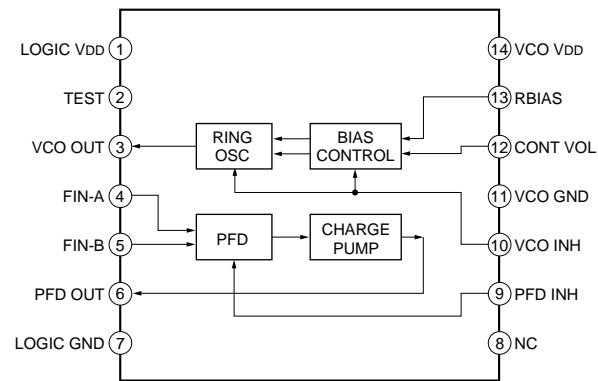 LOGIC VDD 1
14 VCO VDD
TEST 2
13 RBIAS
VCO OUT 3
RING
OSC
BIAS
CONTROL
12 CONT VOL
FIN-A 4
11 VCO GND
FIN-B 5
PFD
CHARGE
PUMP
10 VCO INH
PFD OUT 6
9 PFD INH
LOGIC GND 7
8 NC